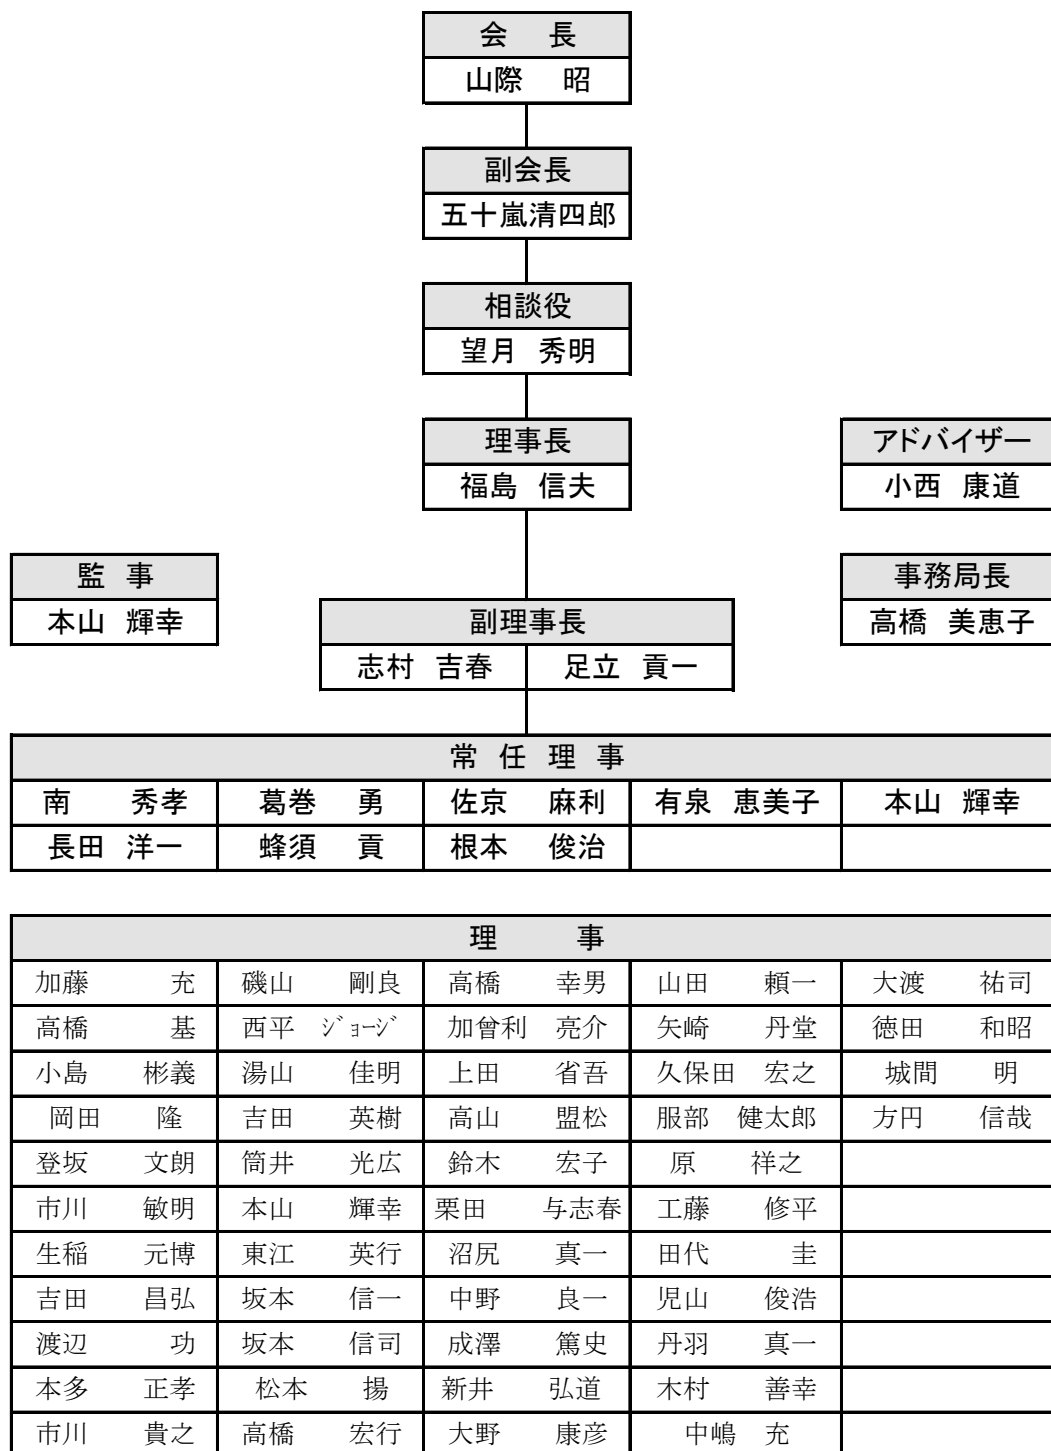 会 長
山際 昭
副会長
五十嵐清四郎
相談役
望月 秀明
理事長 アドバイザー
福島 信夫 小西 康道
監 事 事務局長
本山 輝幸 副理事長 高橋 美恵子
志村 吉春 足立 貢一
常 任 理 事
南 秀孝 葛巻 勇 佐京 麻利 有泉 恵美子 本山 輝幸
長田 洋一 蜂須 貢 根本 俊治
理 事
加藤 充 磯山 剛良 高橋 幸男 山田 頼一 大渡 祐司
高橋 基 西平 ジョージ 加曾利 亮介 矢崎 丹堂 徳田 和昭
小島 彬義 湯山 佳明 上田 省吾 久保田 宏之 城間 明
岡田 隆 吉田 英樹 高山 盟松 服部 健太郎 方円 信哉
登坂 文朗 筒井 光広 鈴木 宏子 原 祥之
市川 敏明 本山 輝幸 栗田 与志春 工藤 修平
生稲 元博 東江 英行 沼尻 真一 田代 圭
吉田 昌弘 坂本 信一 中野 良一 児山 俊浩
渡辺 功 坂本 信司 成澤 篤史 丹羽 真一
本多 正孝 松本 揚 新井 弘道 木村 善幸
市川 貴之 高橋 宏行 大野 康彦 中嶋 充